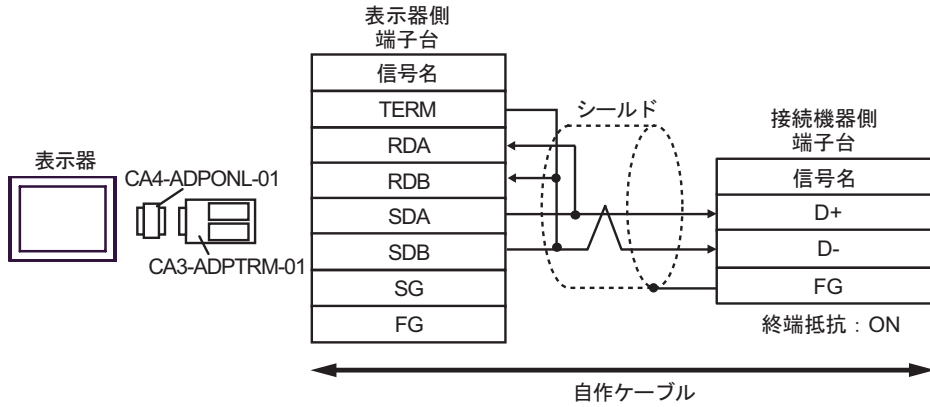 表示器
CA4-ADPONL-01
CA3-ADPTRM-01
表示器側
端子台
信号名
TERM
RDA
RDB
SDA
SDB
SG
FG
シールド
接続機器側
端子台
信号名
D+
D-
FG
終端抵抗：ON
自作ケーブル